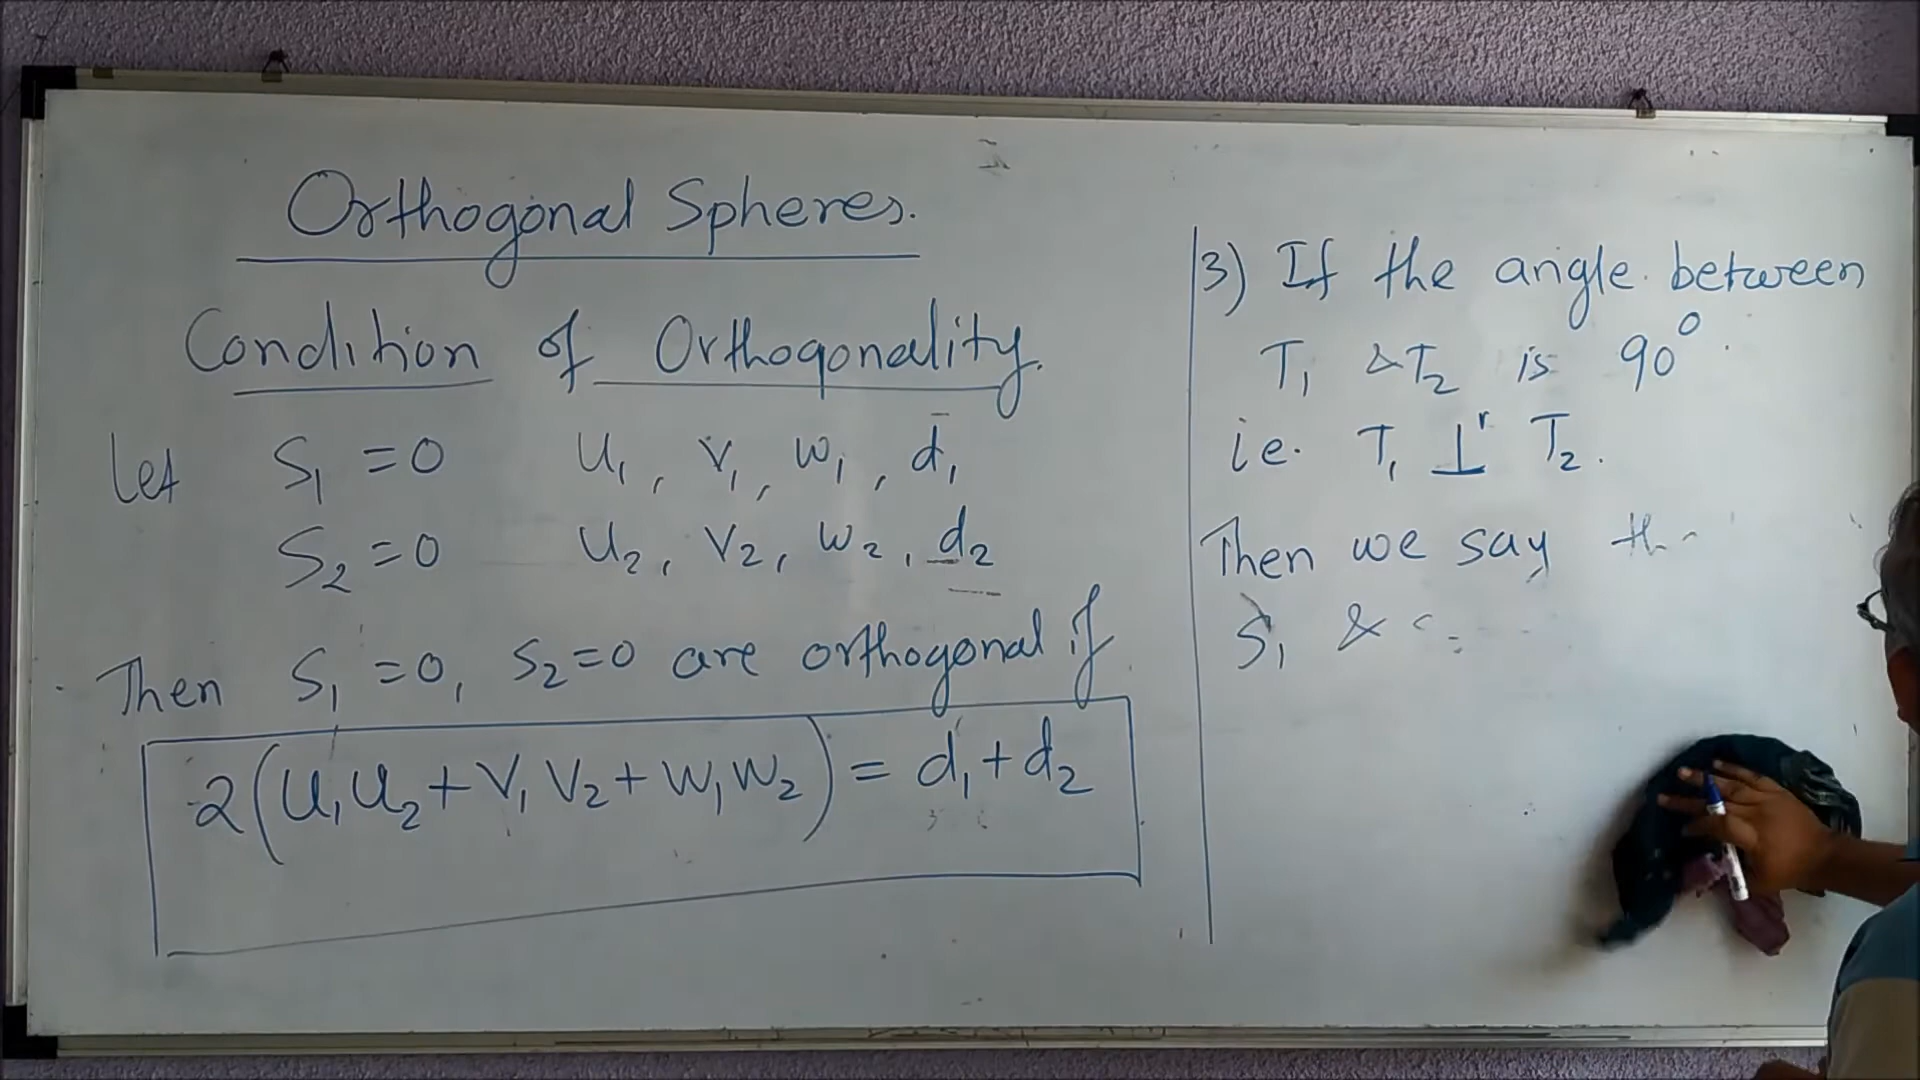 Orthogonal Spheres.
Condition of Orthogonality.
Let S₁ = 0 u₁, v₁, w₁, d₁
S₂ = 0 u₂, v₂, w₂, d₂
Then S₁ = 0, S₂ = 0 are orthogonal if
2(u₁u₂ + v₁v₂ + w₁w₂) = d₁ + d₂
3) If the angle between
T₁ & T₂ is 90°
i.e. T₁ ⊥ʳ T₂.
Then we say
S₁ &